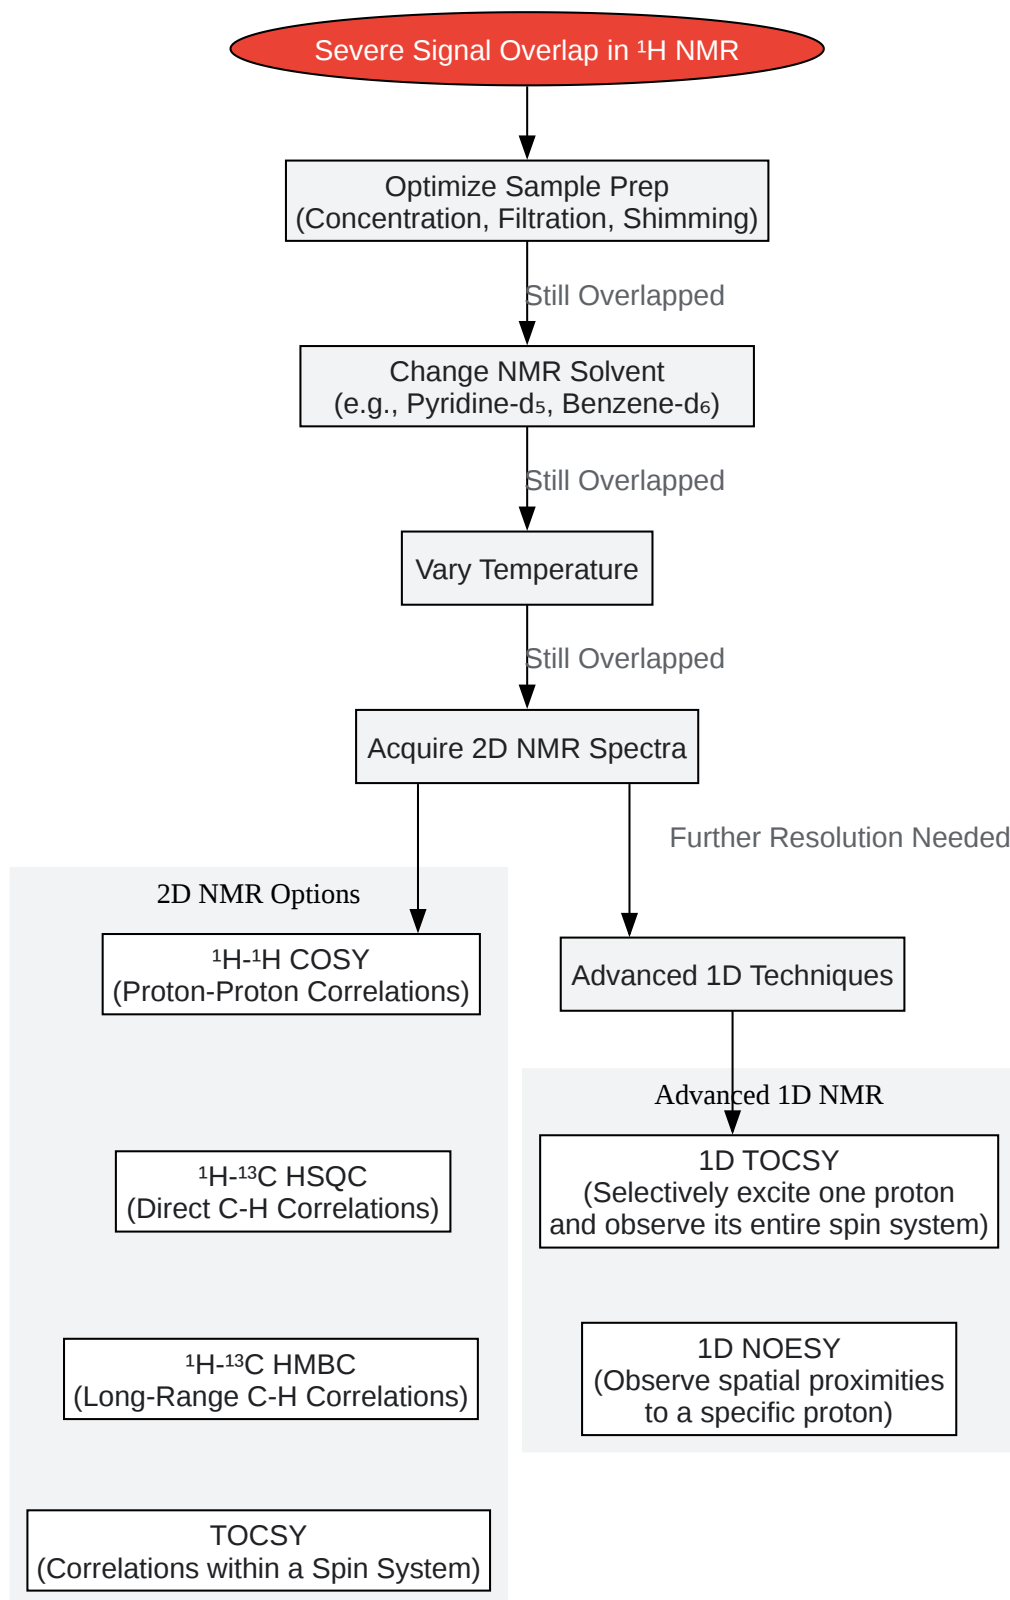 Severe Signal Overlap in ¹H NMR
Optimize Sample Prep
(Concentration, Filtration, Shimming)
Still Overlapped
Change NMR Solvent
(e.g., Pyridine-d₅, Benzene-d₆)
Still Overlapped
Vary Temperature
Still Overlapped
Acquire 2D NMR Spectra
Further Resolution Needed
2D NMR Options
¹H-¹H COSY
(Proton-Proton Correlations)
¹H-¹³C HSQC
(Direct C-H Correlations)
¹H-¹³C HMBC
(Long-Range C-H Correlations)
TOCSY
(Correlations within a Spin System)
Advanced 1D Techniques
Advanced 1D NMR
1D TOCSY
(Selectively excite one proton
and observe its entire spin system)
1D NOESY
(Observe spatial proximities
to a specific proton)